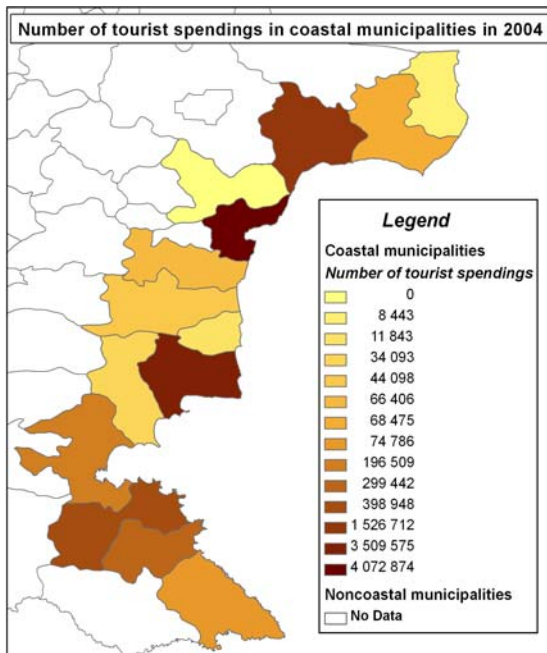 Number of tourist spendings in coastal municipalities in 2004
Legend
Coastal municipalities
Number of tourist spendings
0
8 443
11 843
34 093
44 098
66 406
68 475
74 786
196 509
299 442
398 948
1 526 712
3 509 575
4 072 874
Noncoastal municipalities
No Data